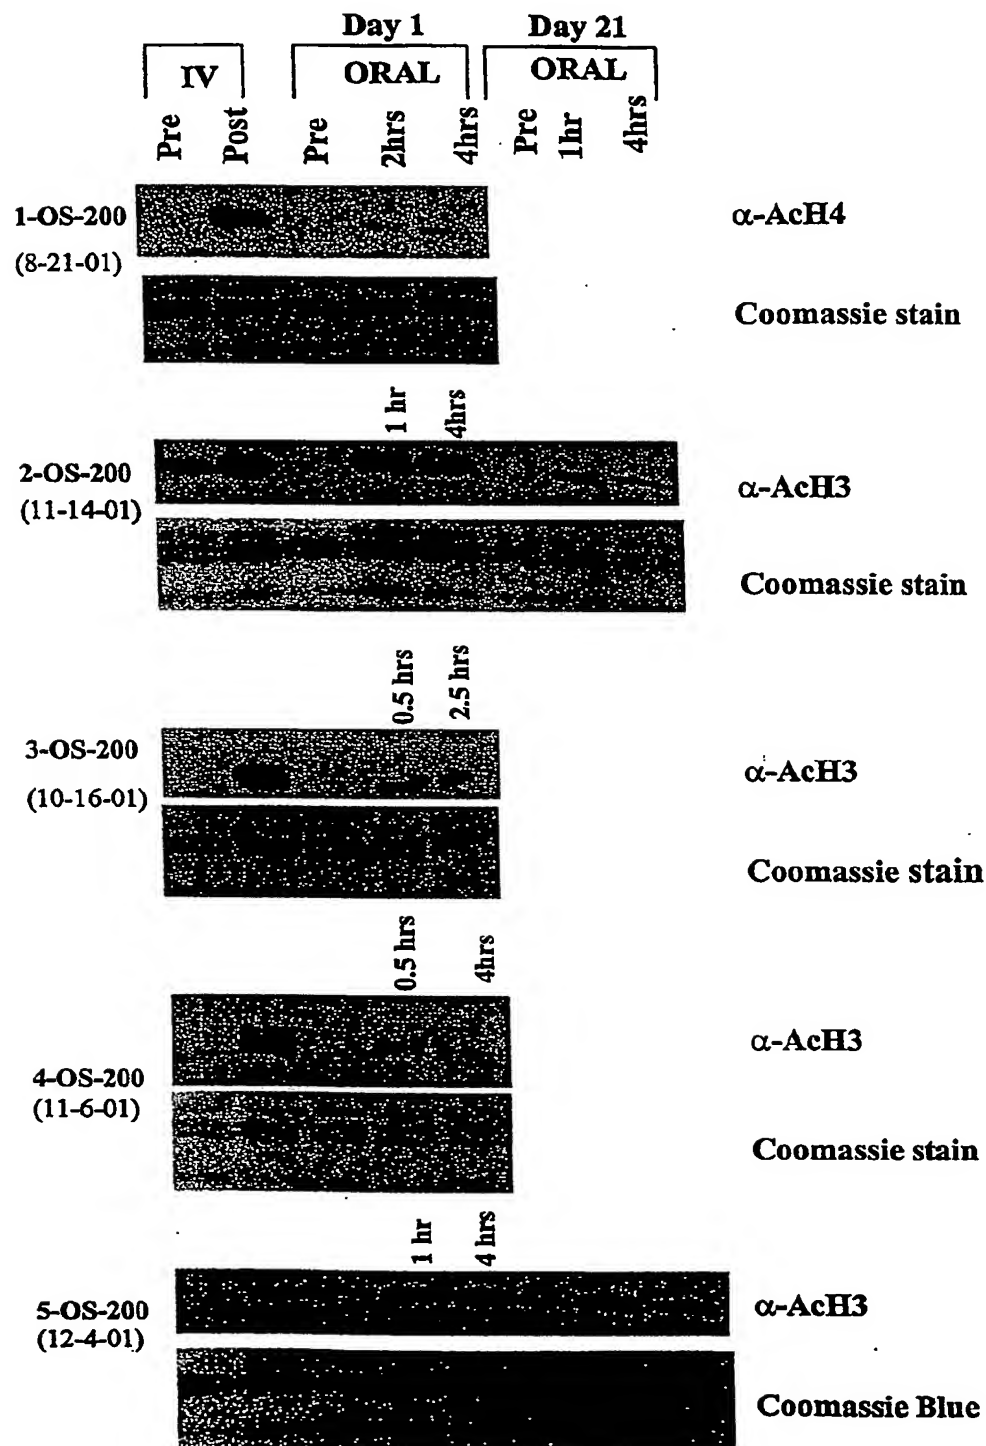 Day 1 Day 21
IV ORAL ORAL
Pre Post Pre 2hrs 4hrs Pre 1hr 4hrs
1-OS-200
(8-21-01)
α-AcH4
Coomassie stain
1 hr 4hrs
2-OS-200
(11-14-01)
α-AcH3
Coomassie stain
0.5 hrs 2.5 hrs
3-OS-200
(10-16-01)
α-AcH3
Coomassie stain
0.5 hrs 4hrs
4-OS-200
(11-6-01)
α-AcH3
Coomassie stain
1 hr 4 hrs
5-OS-200
(12-4-01)
α-AcH3
Coomassie Blue